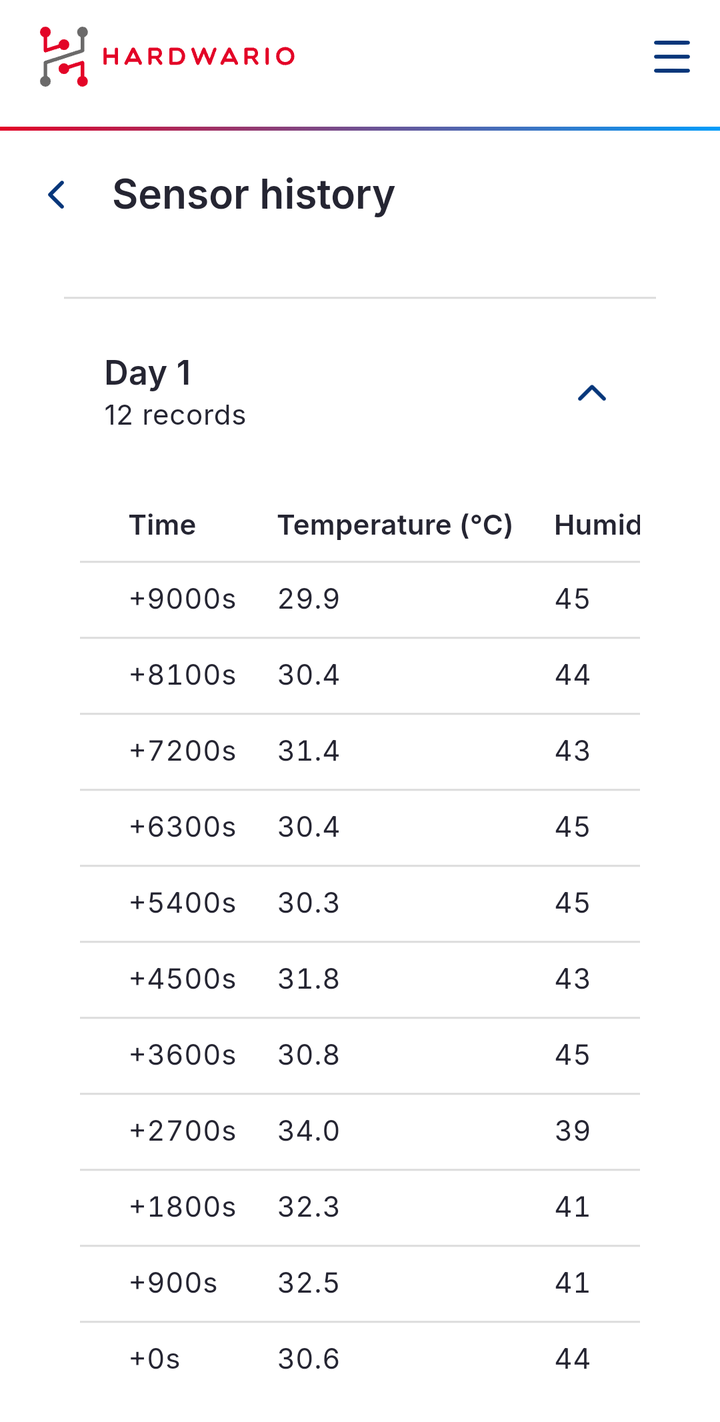 HARDWARIO
Sensor history
Day 1
12 records
Time Temperature (°C) Humid
+9000s 29.9 45
+8100s 30.4 44
+7200s 31.4 43
+6300s 30.4 45
+5400s 30.3 45
+4500s 31.8 43
+3600s 30.8 45
+2700s 34.0 39
+1800s 32.3 41
+900s 32.5 41
+0s 30.6 44